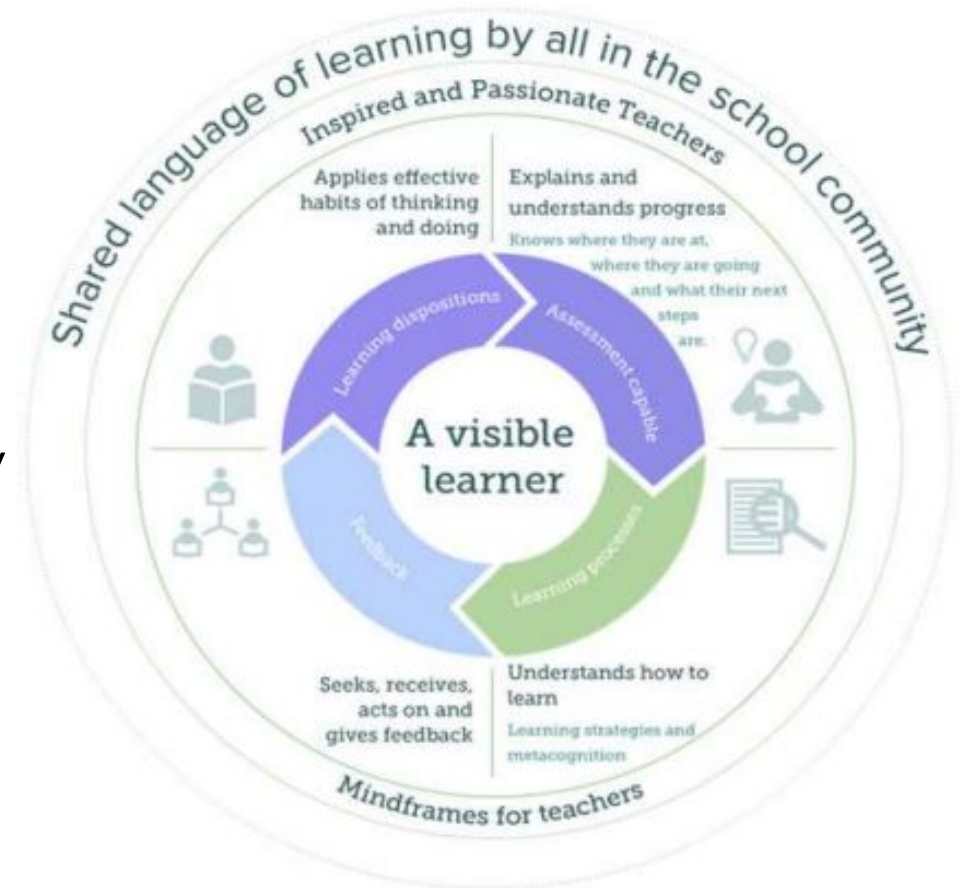 Shared language of learning by all in the school community
Inspired and Passionate Teachers
Applies effective
habits of thinking
and doing
Explains and
understands progress
Knows where they are at,
where they are going
and what their next
steps
are.
Learning dispositions
Assessment capable
A visible
learner
Feedback
Learning processes
Seeks, receives,
acts on and
gives feedback
Understands how to
learn
Learning strategies and
metacognition
Mindframes for teachers